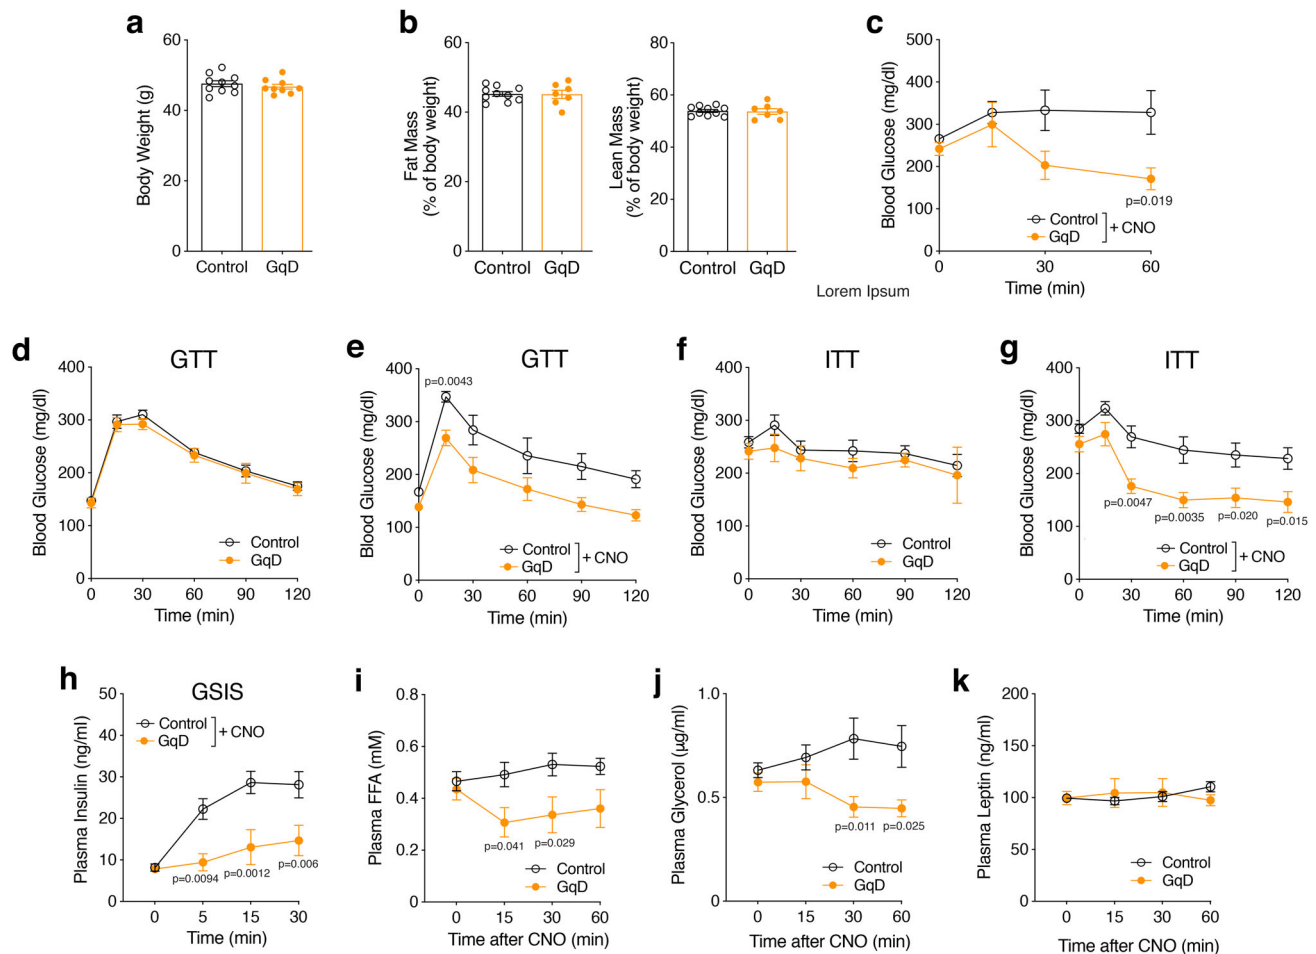 a
Body Weight (g)
60
40
20
0
Control
GqD
b
Fat Mass
(% of body weight)
60
40
20
0
Control
GqD
Lean Mass
(% of body weight)
80
60
40
20
0
Control
GqD
Lorem Ipsum
c
Blood Glucose (mg/dl)
500
400
300
200
100
0
p=0.019
Control
GqD
+ CNO
0
30
60
Time (min)
d
GTT
Blood Glucose (mg/dl)
400
300
200
100
0
Control
GqD
0
30
60
90
120
Time (min)
e
GTT
Blood Glucose (mg/dl)
400
300
200
100
0
p=0.0043
Control
GqD
+ CNO
0
30
60
90
120
Time (min)
f
ITT
Blood Glucose (mg/dl)
400
300
200
100
0
Control
GqD
0
30
60
90
120
Time (min)
g
ITT
Blood Glucose (mg/dl)
400
300
200
100
0
p=0.0047
p=0.0035
p=0.020
p=0.015
Control
GqD
+ CNO
0
30
60
90
120
Time (min)
h
GSIS
Plasma Insulin (ng/ml)
50
40
30
20
10
0
Control
GqD
+ CNO
p=0.0094
p=0.0012
p=0.006
0
5
15
30
Time (min)
i
Plasma FFA (mM)
0.8
0.6
0.4
0.2
0
p=0.041
p=0.029
Control
GqD
0
15
30
60
Time after CNO (min)
j
Plasma Glycerol (μg/ml)
1.0
0.5
0
p=0.011
p=0.025
Control
GqD
0
15
30
60
Time after CNO (min)
k
Plasma Leptin (ng/ml)
200
150
100
50
0
Control
GqD
0
15
30
60
Time after CNO (min)